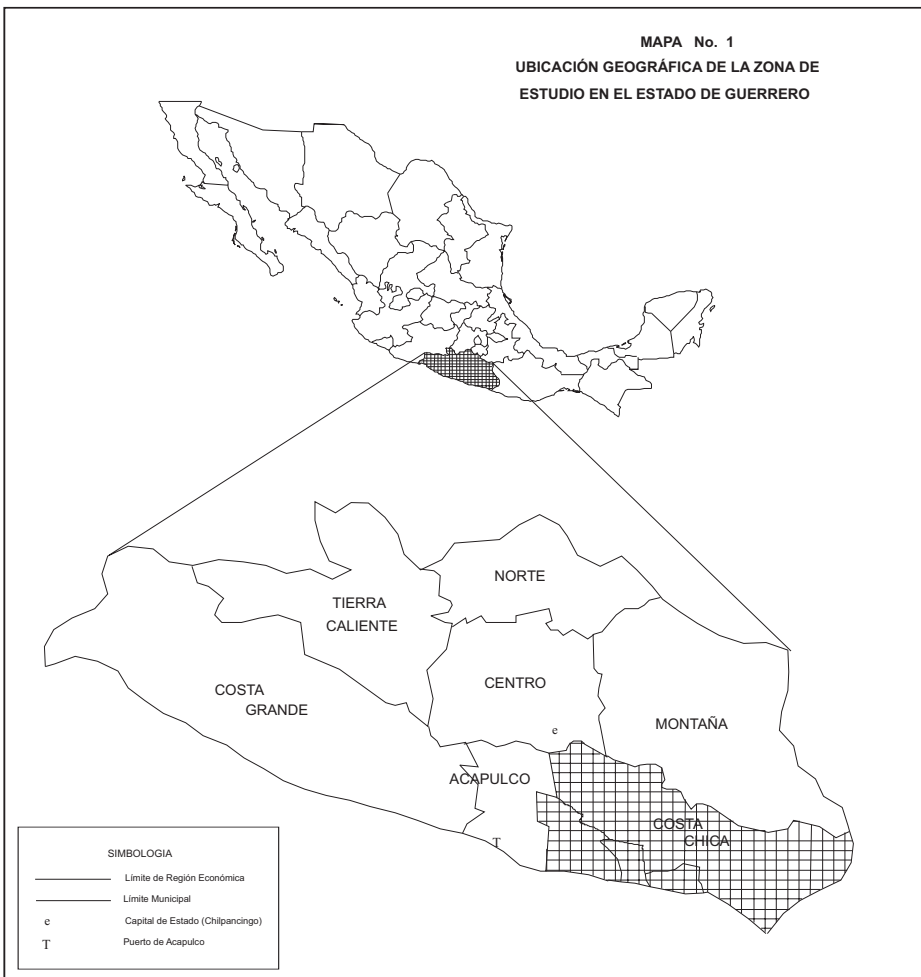 MAPA No. 1
UBICACIÓN GEOGRÁFICA DE LA ZONA DE
ESTUDIO EN EL ESTADO DE GUERRERO
NORTE
TIERRA
CALIENTE
CENTRO
COSTA
GRANDE
MONTAÑA
e
ACAPULCO
COSTA
CHICA
T
SIMBOLOGIA
Límite de Región Económica
Límite Municipal
e Capital de Estado (Chilpancingo)
T Puerto de Acapulco